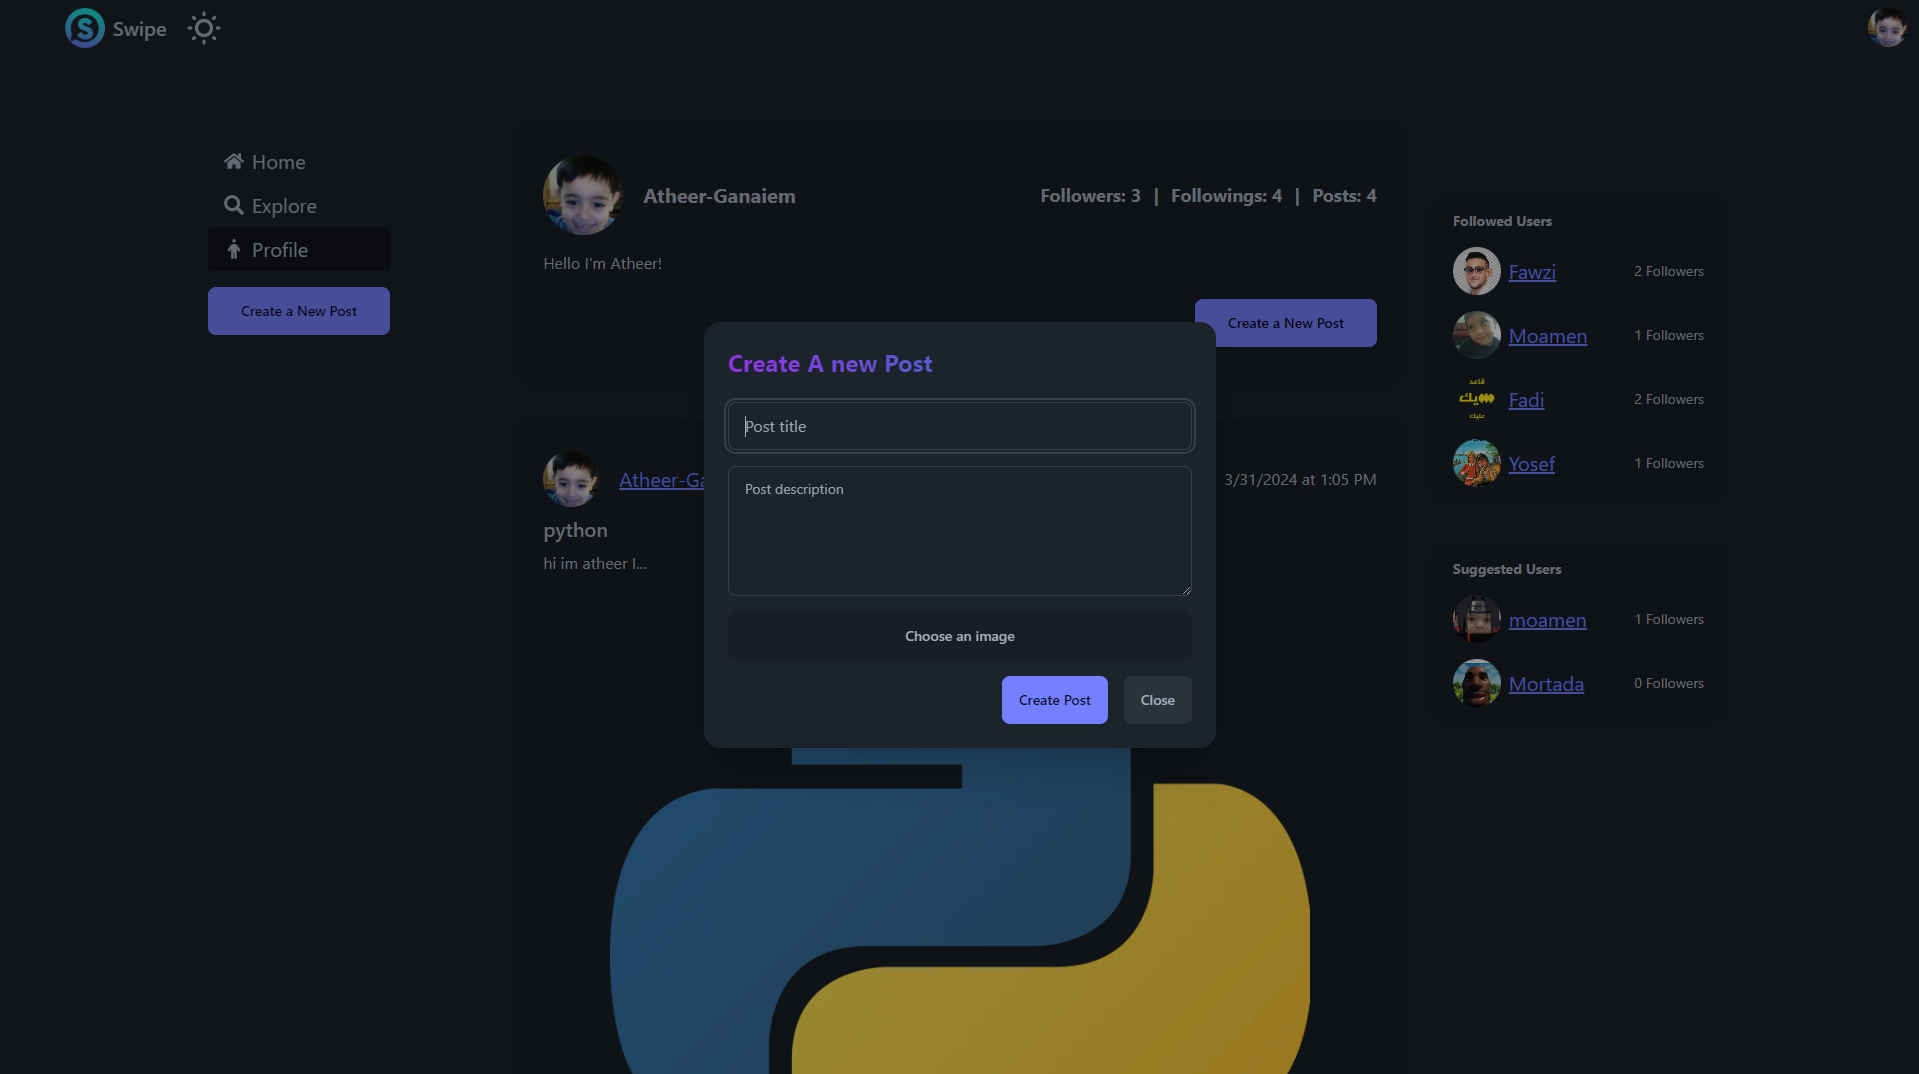 Swipe
Home
Explore
Profile
Create a New Post
Atheer-Ganaiem
Followers: 3 | Followings: 4 | Posts: 4
Hello I'm Atheer!
Create a New Post
Atheer-Ga
3/31/2024 at 1:05 PM
python
hi im atheer I...
Create A new Post
Post title
Post description
Choose an image
Create Post
Close
Followed Users
Fawzi
2 Followers
Moamen
1 Followers
قاعد
عليك
Fadi
2 Followers
Yosef
1 Followers
Suggested Users
moamen
1 Followers
Mortada
0 Followers